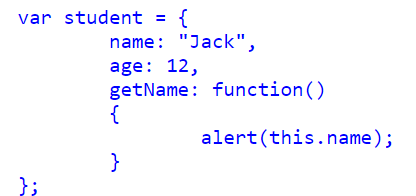 var student = {
name: "Jack",
age: 12,
getName: function()
{
alert(this.name);
}
};